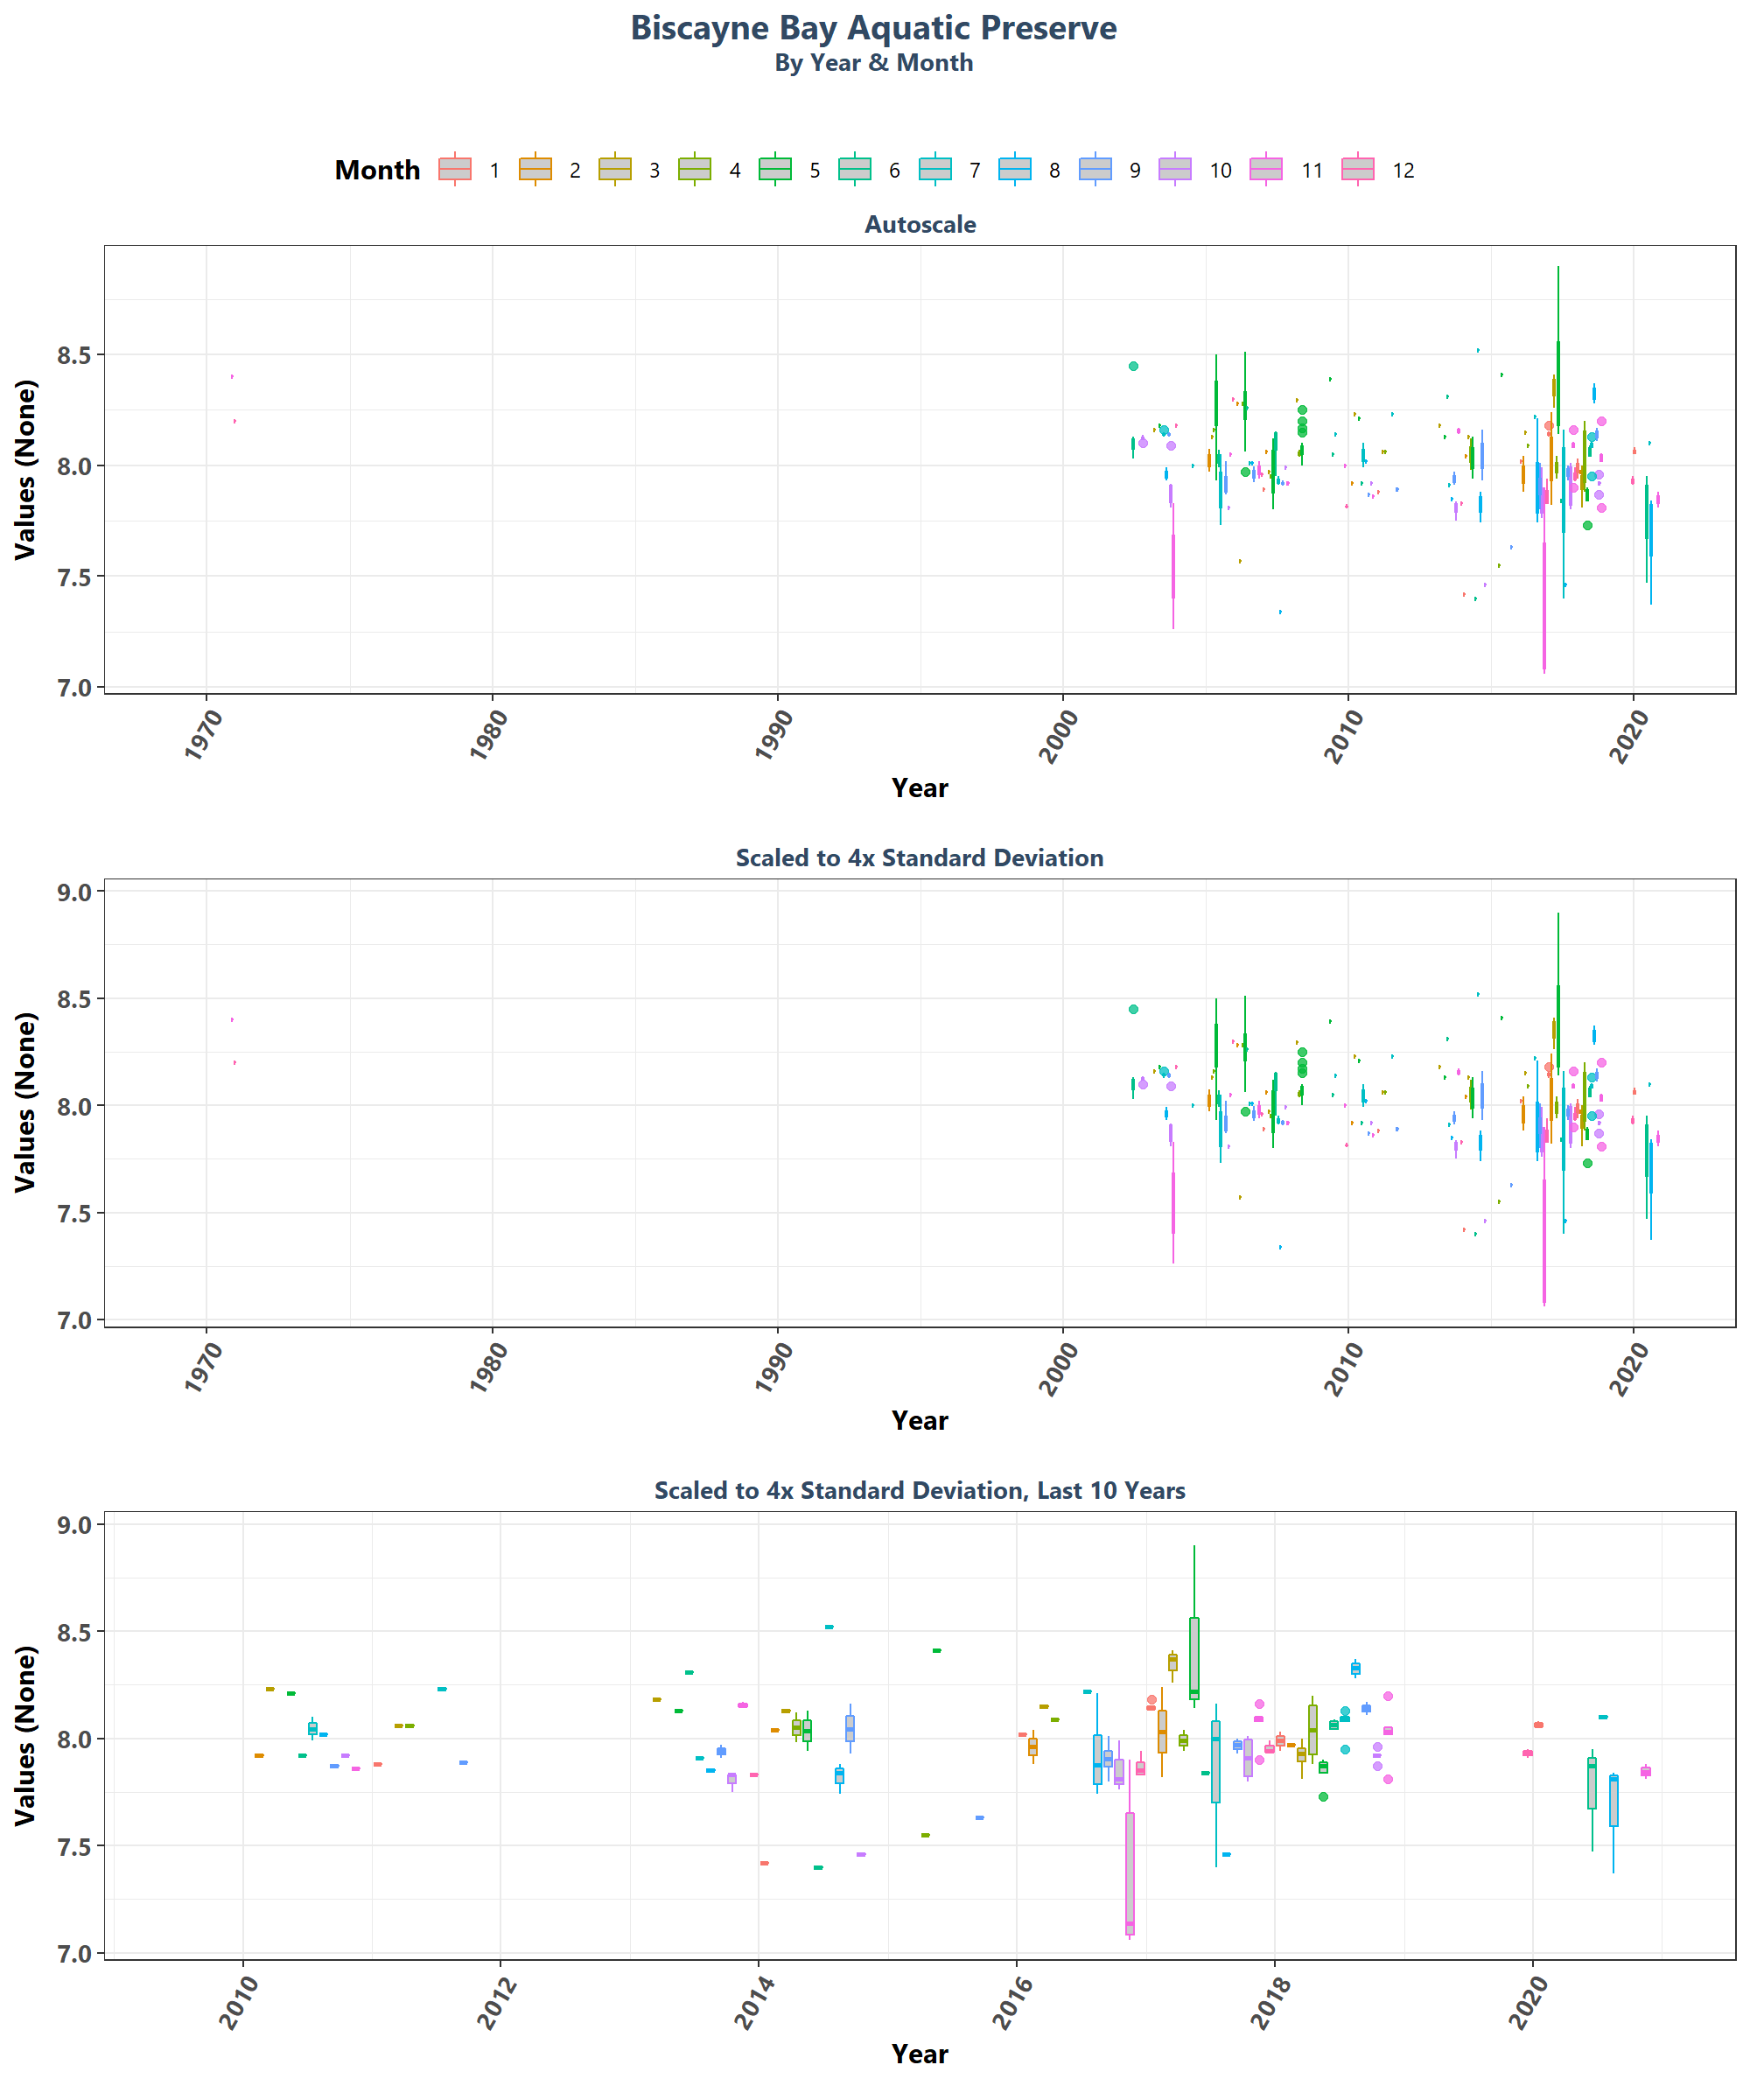 Biscayne Bay Aquatic Preserve
By Year & Month
Month 1 2 3 4 5 6 7 8 9 10 11 12
Autoscale
Values (None)
8.5
8.0
7.5
7.0
1970 1980 1990 2000 2010 2020
Year
Scaled to 4x Standard Deviation
Values (None)
9.0
8.5
8.0
7.5
7.0
1970 1980 1990 2000 2010 2020
Year
Scaled to 4x Standard Deviation, Last 10 Years
Values (None)
9.0
8.5
8.0
7.5
7.0
2010 2012 2014 2016 2018 2020
Year